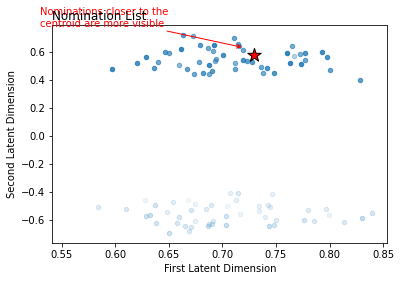 Nomination List
Nominations closer to the
centroid are more visible
0.6
0.4
0.2
0.0
−0.2
−0.4
−0.6
Second Latent Dimension
0.55
0.60
0.65
0.70
0.75
0.80
0.85
First Latent Dimension